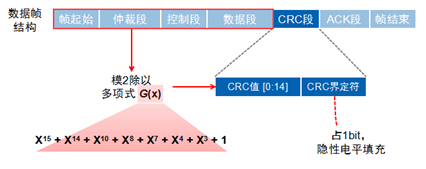 数据帧
结构
帧起始 仲裁段 控制段 数据段 CRC段 ACK段 帧结束
模2除以
多项式 G(x)
CRC值 [0:14] CRC界定符
X15 + X14 + X10 + X8 + X7 + X4 + X3 + 1
占1bit，
隐性电平填充